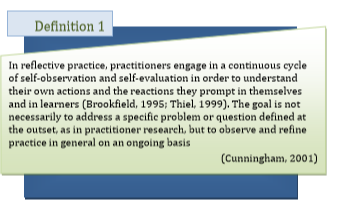 Definition 1
In reflective practice, practitioners engage in a continuous cycle
of self-observation and self-evaluation in order to understand
their own actions and the reactions they prompt in themselves
and in learners (Brookfield, 1995; Thiel, 1999). The goal is not
necessarily to address a specific problem or question defined at
the outset, as in practitioner research, but to observe and refine
practice in general on an ongoing basis
(Cunningham, 2001)